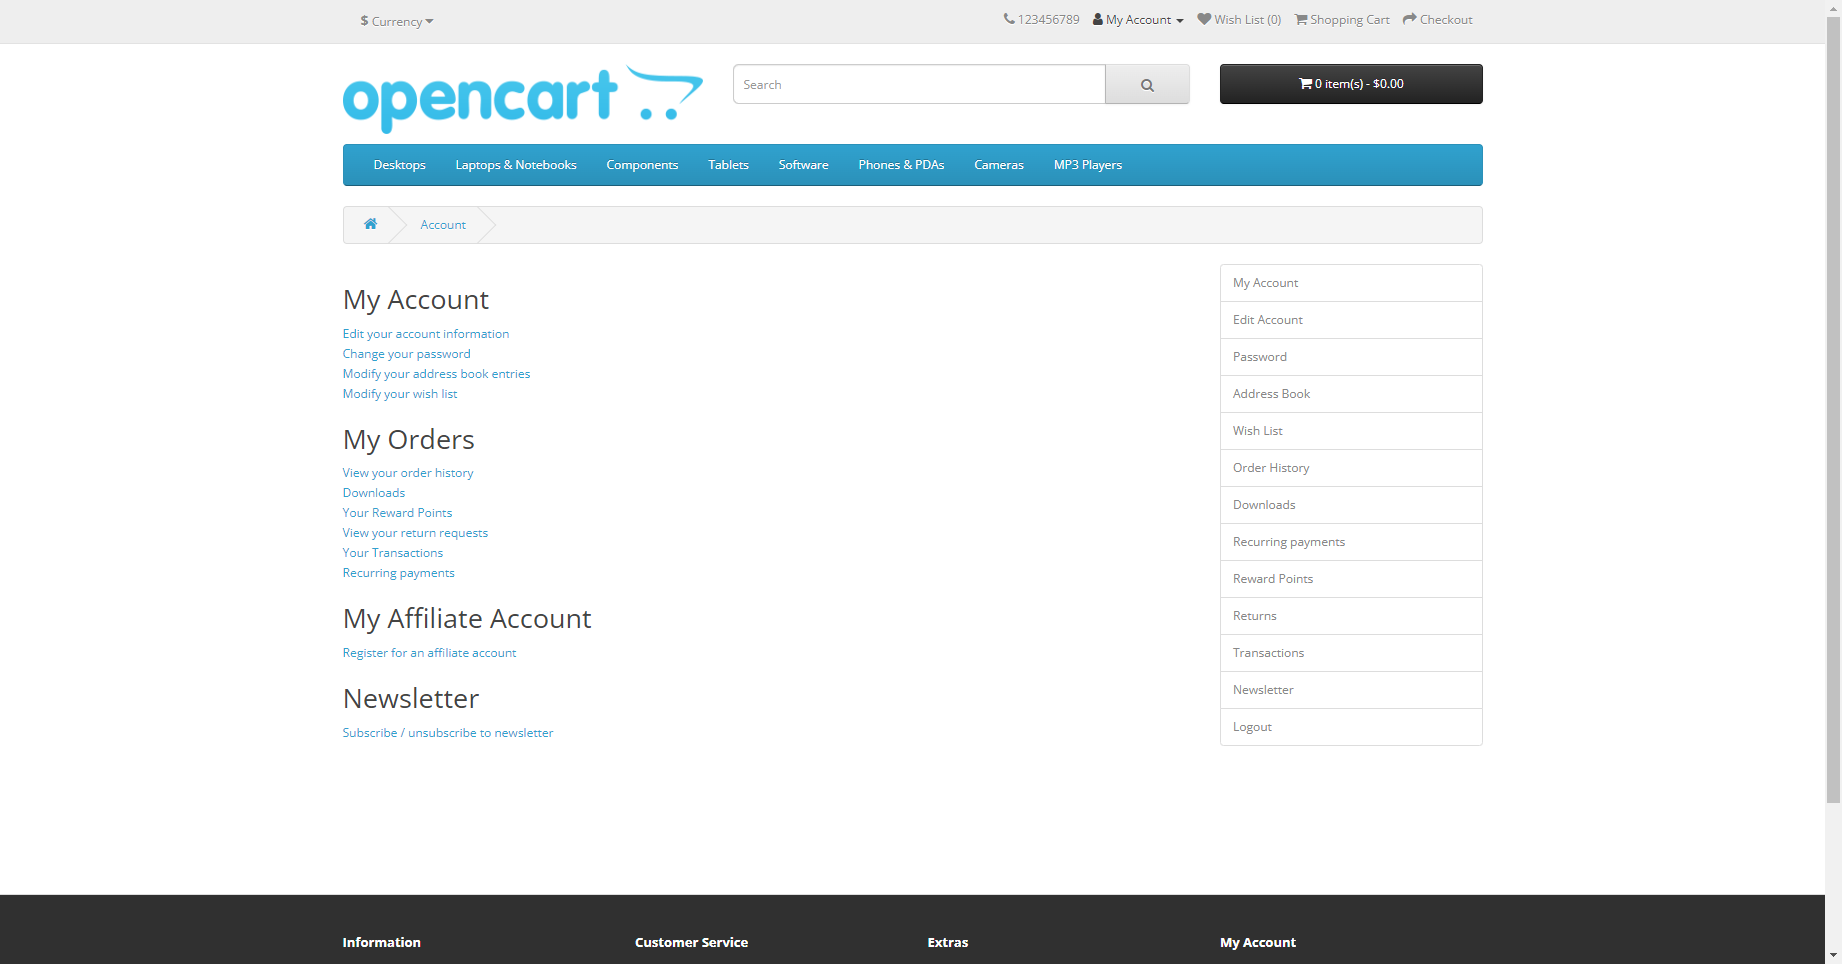 $ Currency
123456789 My Account Wish List (0) Shopping Cart Checkout
opencart
Search
0 item(s) - $0.00
Desktops Laptops & Notebooks Components Tablets Software Phones & PDAs Cameras MP3 Players
Account
My Account
Edit your account information
Change your password
Modify your address book entries
Modify your wish list
My Orders
View your order history
Downloads
Your Reward Points
View your return requests
Your Transactions
Recurring payments
My Affiliate Account
Register for an affiliate account
Newsletter
Subscribe / unsubscribe to newsletter
My Account
Edit Account
Password
Address Book
Wish List
Order History
Downloads
Recurring payments
Reward Points
Returns
Transactions
Newsletter
Logout
Information Customer Service Extras My Account